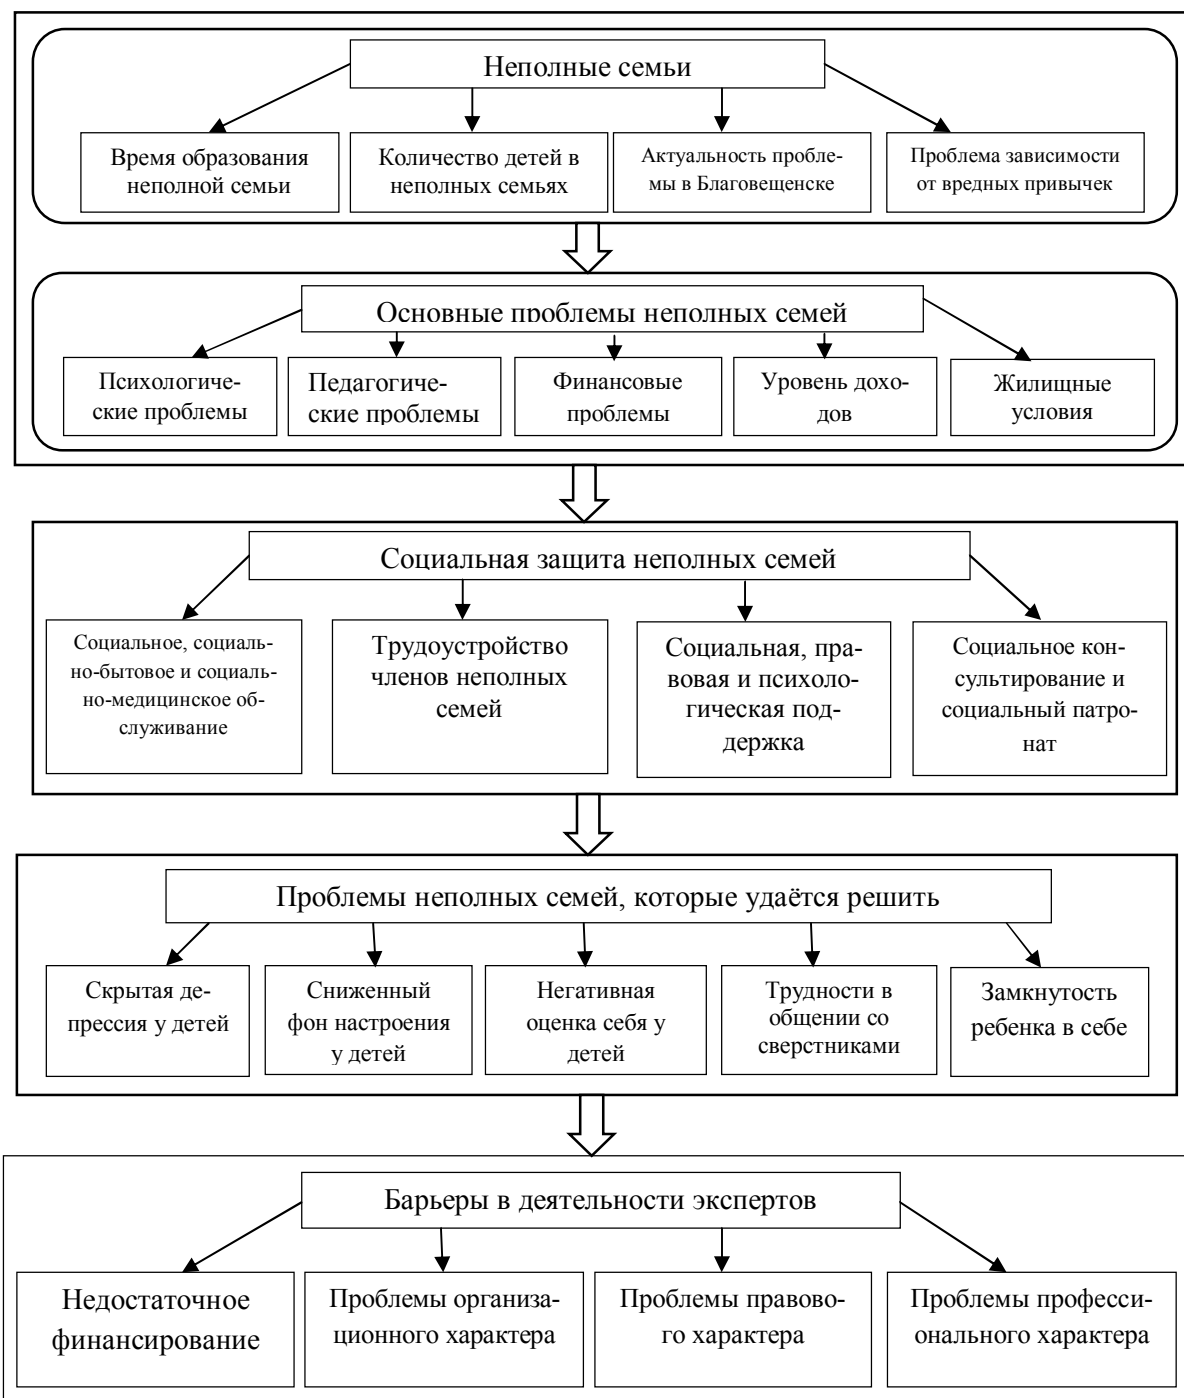 Неполные семьи
Время образования
неполной семьи
Количество детей в
неполных семьях
Актуальность пробле-
мы в Благовещенске
Проблема зависимости
от вредных привычек
Основные проблемы неполных семей
Психологиче-
ские проблемы
Педагогиче-
ские проблемы
Финансовые
проблемы
Уровень дохо-
дов
Жилищные
условия
Социальная защита неполных семей
Социальное, социаль-
но-бытовое и социаль-
но-медицинское об-
служивание
Трудоустройство
членов неполных
семей
Социальная, пра-
вовая и психоло-
гическая под-
держка
Социальное кон-
сультирование и
социальный патро-
нат
Проблемы неполных семей, которые удаётся решить
Скрытая де-
прессия у детей
Сниженный
фон настроения
у детей
Негативная
оценка себя у
детей
Трудности в
общении со
сверстниками
Замкнутость
ребенка в себе
Барьеры в деятельности экспертов
Недостаточное
финансирование
Проблемы организа-
ционного характера
Проблемы правово-
го характера
Проблемы професси-
онального характера